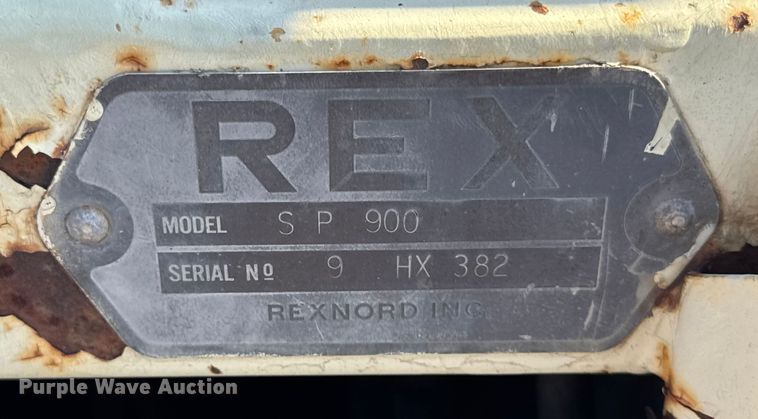 REX
MODEL S P 900
SERIAL Nº 9 HX 382
REXNORD INC.
Purple Wave Auction